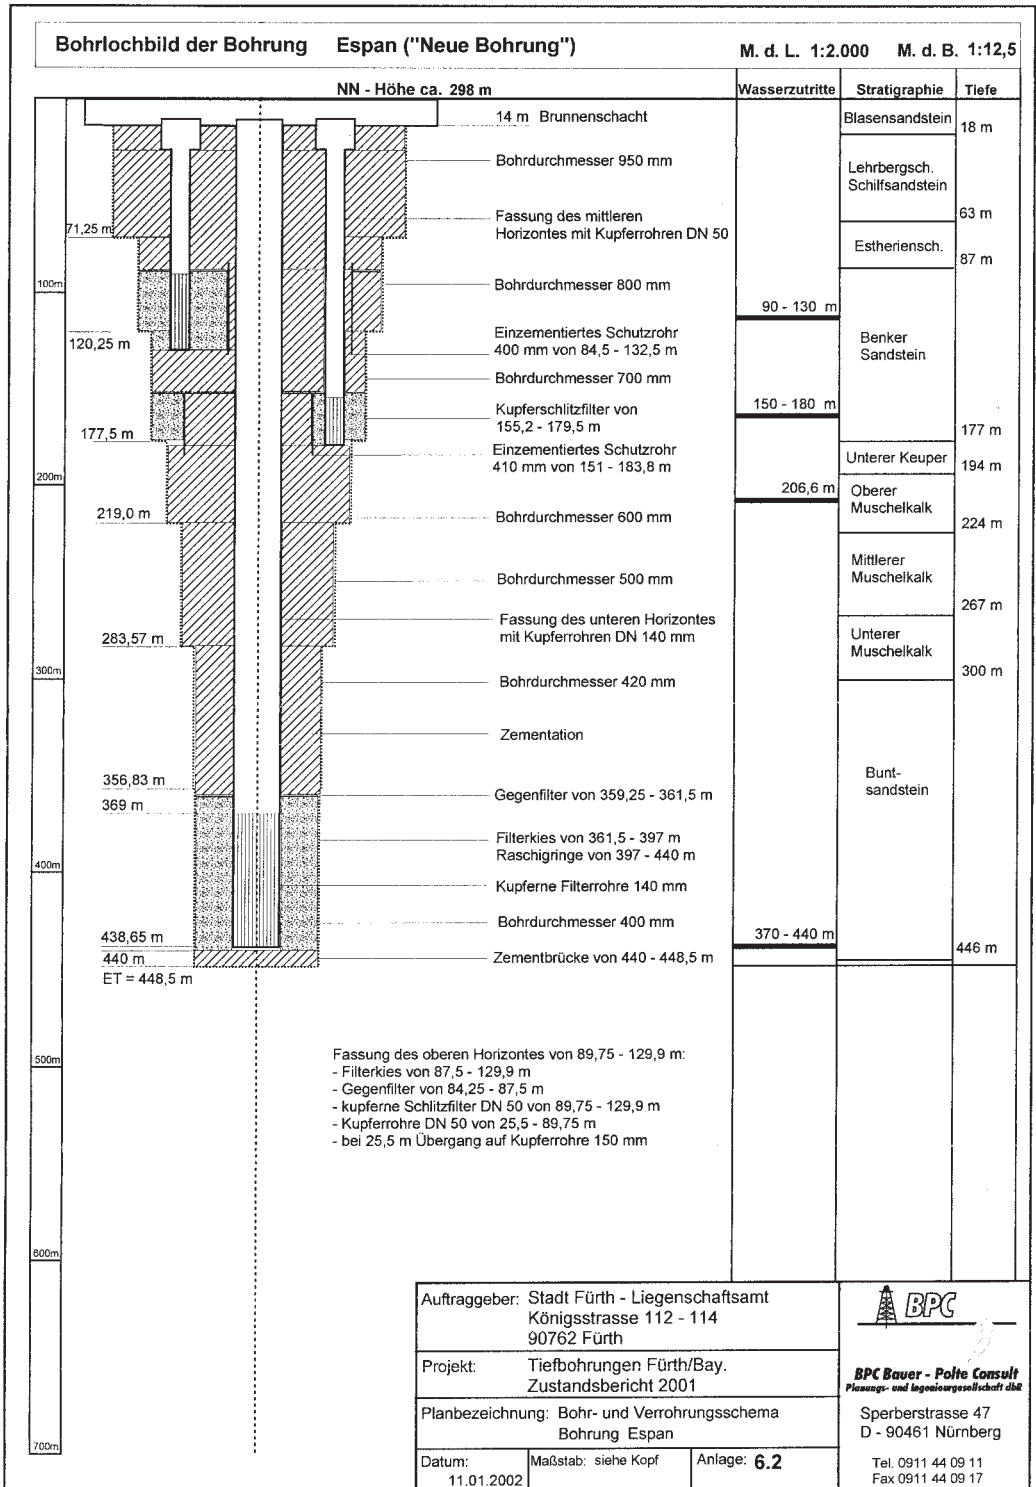 Bohrlochbild der Bohrung Espan ("Neue Bohrung")
M. d. L. 1:2.000 M. d. B. 1:12,5
NN - Höhe ca. 298 m
Wasserzutritte
Stratigraphie
Tiefe
14 m Brunnenschacht
Bohrdurchmesser 950 mm
Fassung des mittleren
Horizontes mit Kupferrohren DN 50
Bohrdurchmesser 800 mm
Einzementiertes Schutzrohr
400 mm von 84,5 - 132,5 m
Bohrdurchmesser 700 mm
Kupferschlitzfilter von
155,2 - 179,5 m
Einzementiertes Schutzrohr
410 mm von 151 - 183,8 m
Bohrdurchmesser 600 mm
Bohrdurchmesser 500 mm
Fassung des unteren Horizontes
mit Kupferrohren DN 140 mm
Bohrdurchmesser 420 mm
Zementation
Gegenfilter von 359,25 - 361,5 m
Filterkies von 361,5 - 397 m
Raschigringe von 397 - 440 m
Kupferne Filterrohre 140 mm
Bohrdurchmesser 400 mm
Zementbrücke von 440 - 448,5 m
71,25 m
120,25 m
177,5 m
219,0 m
283,57 m
356,83 m
369 m
438,65 m
440 m
ET = 448,5 m
100m
200m
300m
400m
500m
600m
700m
90 - 130 m
150 - 180 m
206,6 m
370 - 440 m
Blasensandstein
18 m
Lehrbergsch.
Schilfsandstein
63 m
Estheriensch.
87 m
Benker
Sandstein
177 m
Unterer Keuper
194 m
Oberer
Muschelkalk
224 m
Mittlerer
Muschelkalk
267 m
Unterer
Muschelkalk
300 m
Bunt-
sandstein
446 m
Fassung des oberen Horizontes von 89,75 - 129,9 m:
- Filterkies von 87,5 - 129,9 m
- Gegenfilter von 84,25 - 87,5 m
- kupferne Schlitzfilter DN 50 von 89,75 - 129,9 m
- Kupferrohre DN 50 von 25,5 - 89,75 m
- bei 25,5 m Übergang auf Kupferrohre 150 mm
Auftraggeber: Stadt Fürth - Liegenschaftsamt
Königsstrasse 112 - 114
90762 Fürth
Projekt: Tiefbohrungen Fürth/Bay.
Zustandsbericht 2001
Planbezeichnung: Bohr- und Verrohrungsschema
Bohrung Espan
Datum:
11.01.2002
Maßstab: siehe Kopf
Anlage: 6.2
BPC
BPC Bauer - Polte Consult
Planungs- und Ingenieurgesellschaft dbR
Sperberstrasse 47
D - 90461 Nürnberg
Tel. 0911 44 09 11
Fax 0911 44 09 17